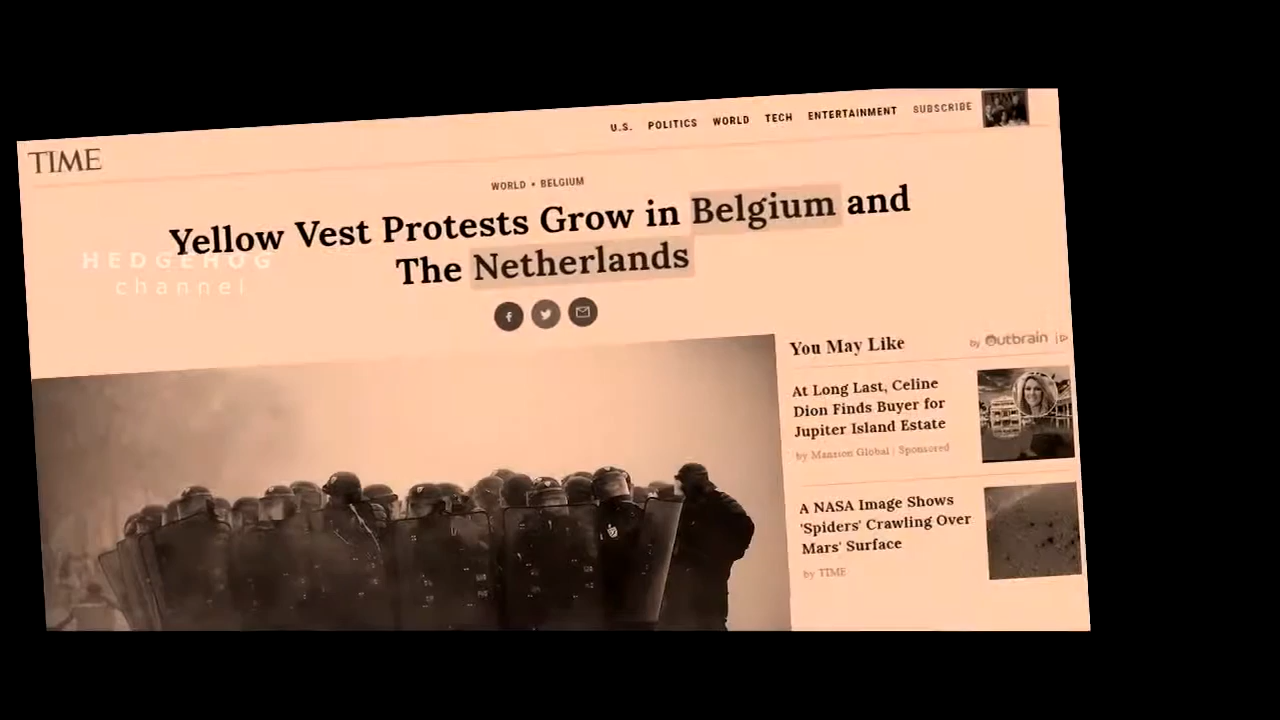 TIME
U.S. POLITICS WORLD TECH ENTERTAINMENT SUBSCRIBE
TIME
WORLD • BELGIUM
Yellow Vest Protests Grow in Belgium and
The Netherlands
HEDGEHOG
channel
You May Like
by Outbrain
At Long Last, Celine
Dion Finds Buyer for
Jupiter Island Estate
by Mansion Global | Sponsored
A NASA Image Shows
'Spiders' Crawling Over
Mars' Surface
by TIME